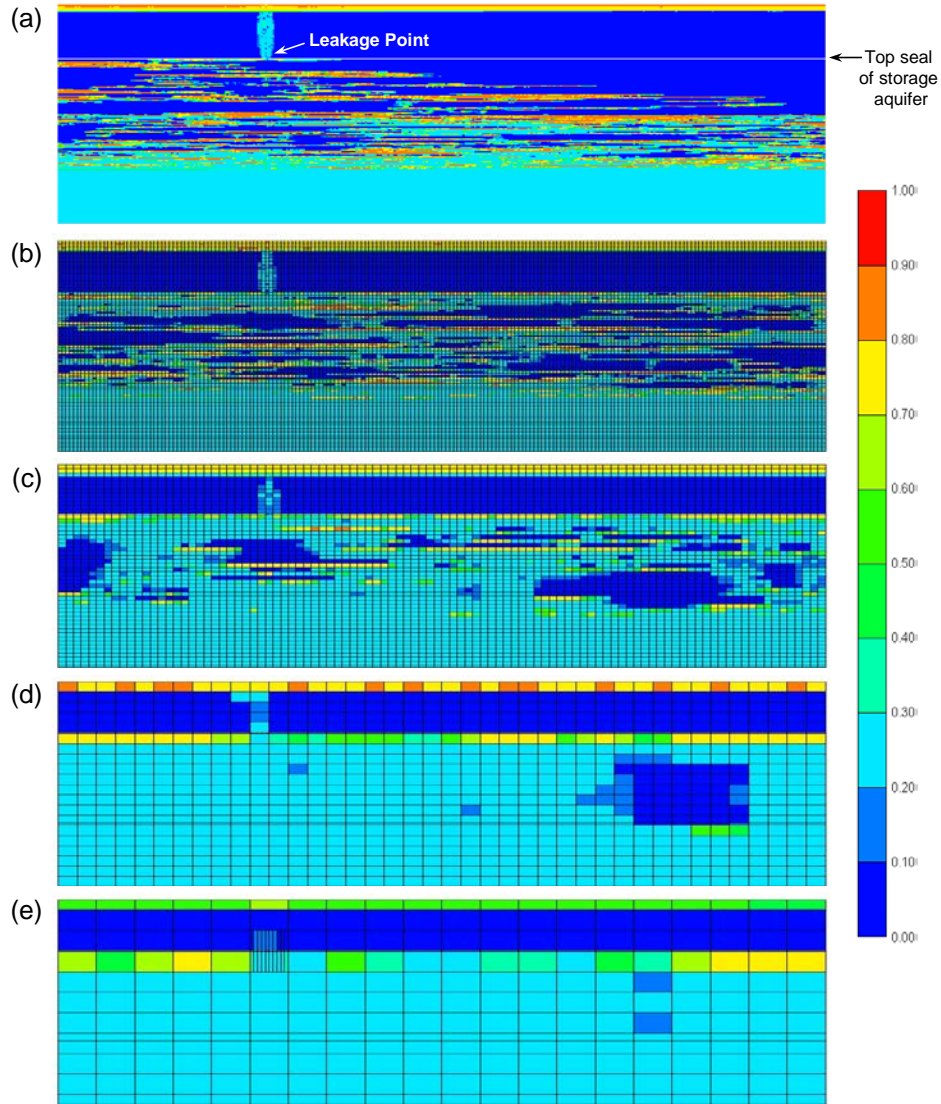 (a)
Leakage Point
Top seal
of storage
aquifer
(b)
(c)
(d)
(e)
1.00
0.90
0.80
0.70
0.60
0.50
0.40
0.30
0.20
0.10
0.00